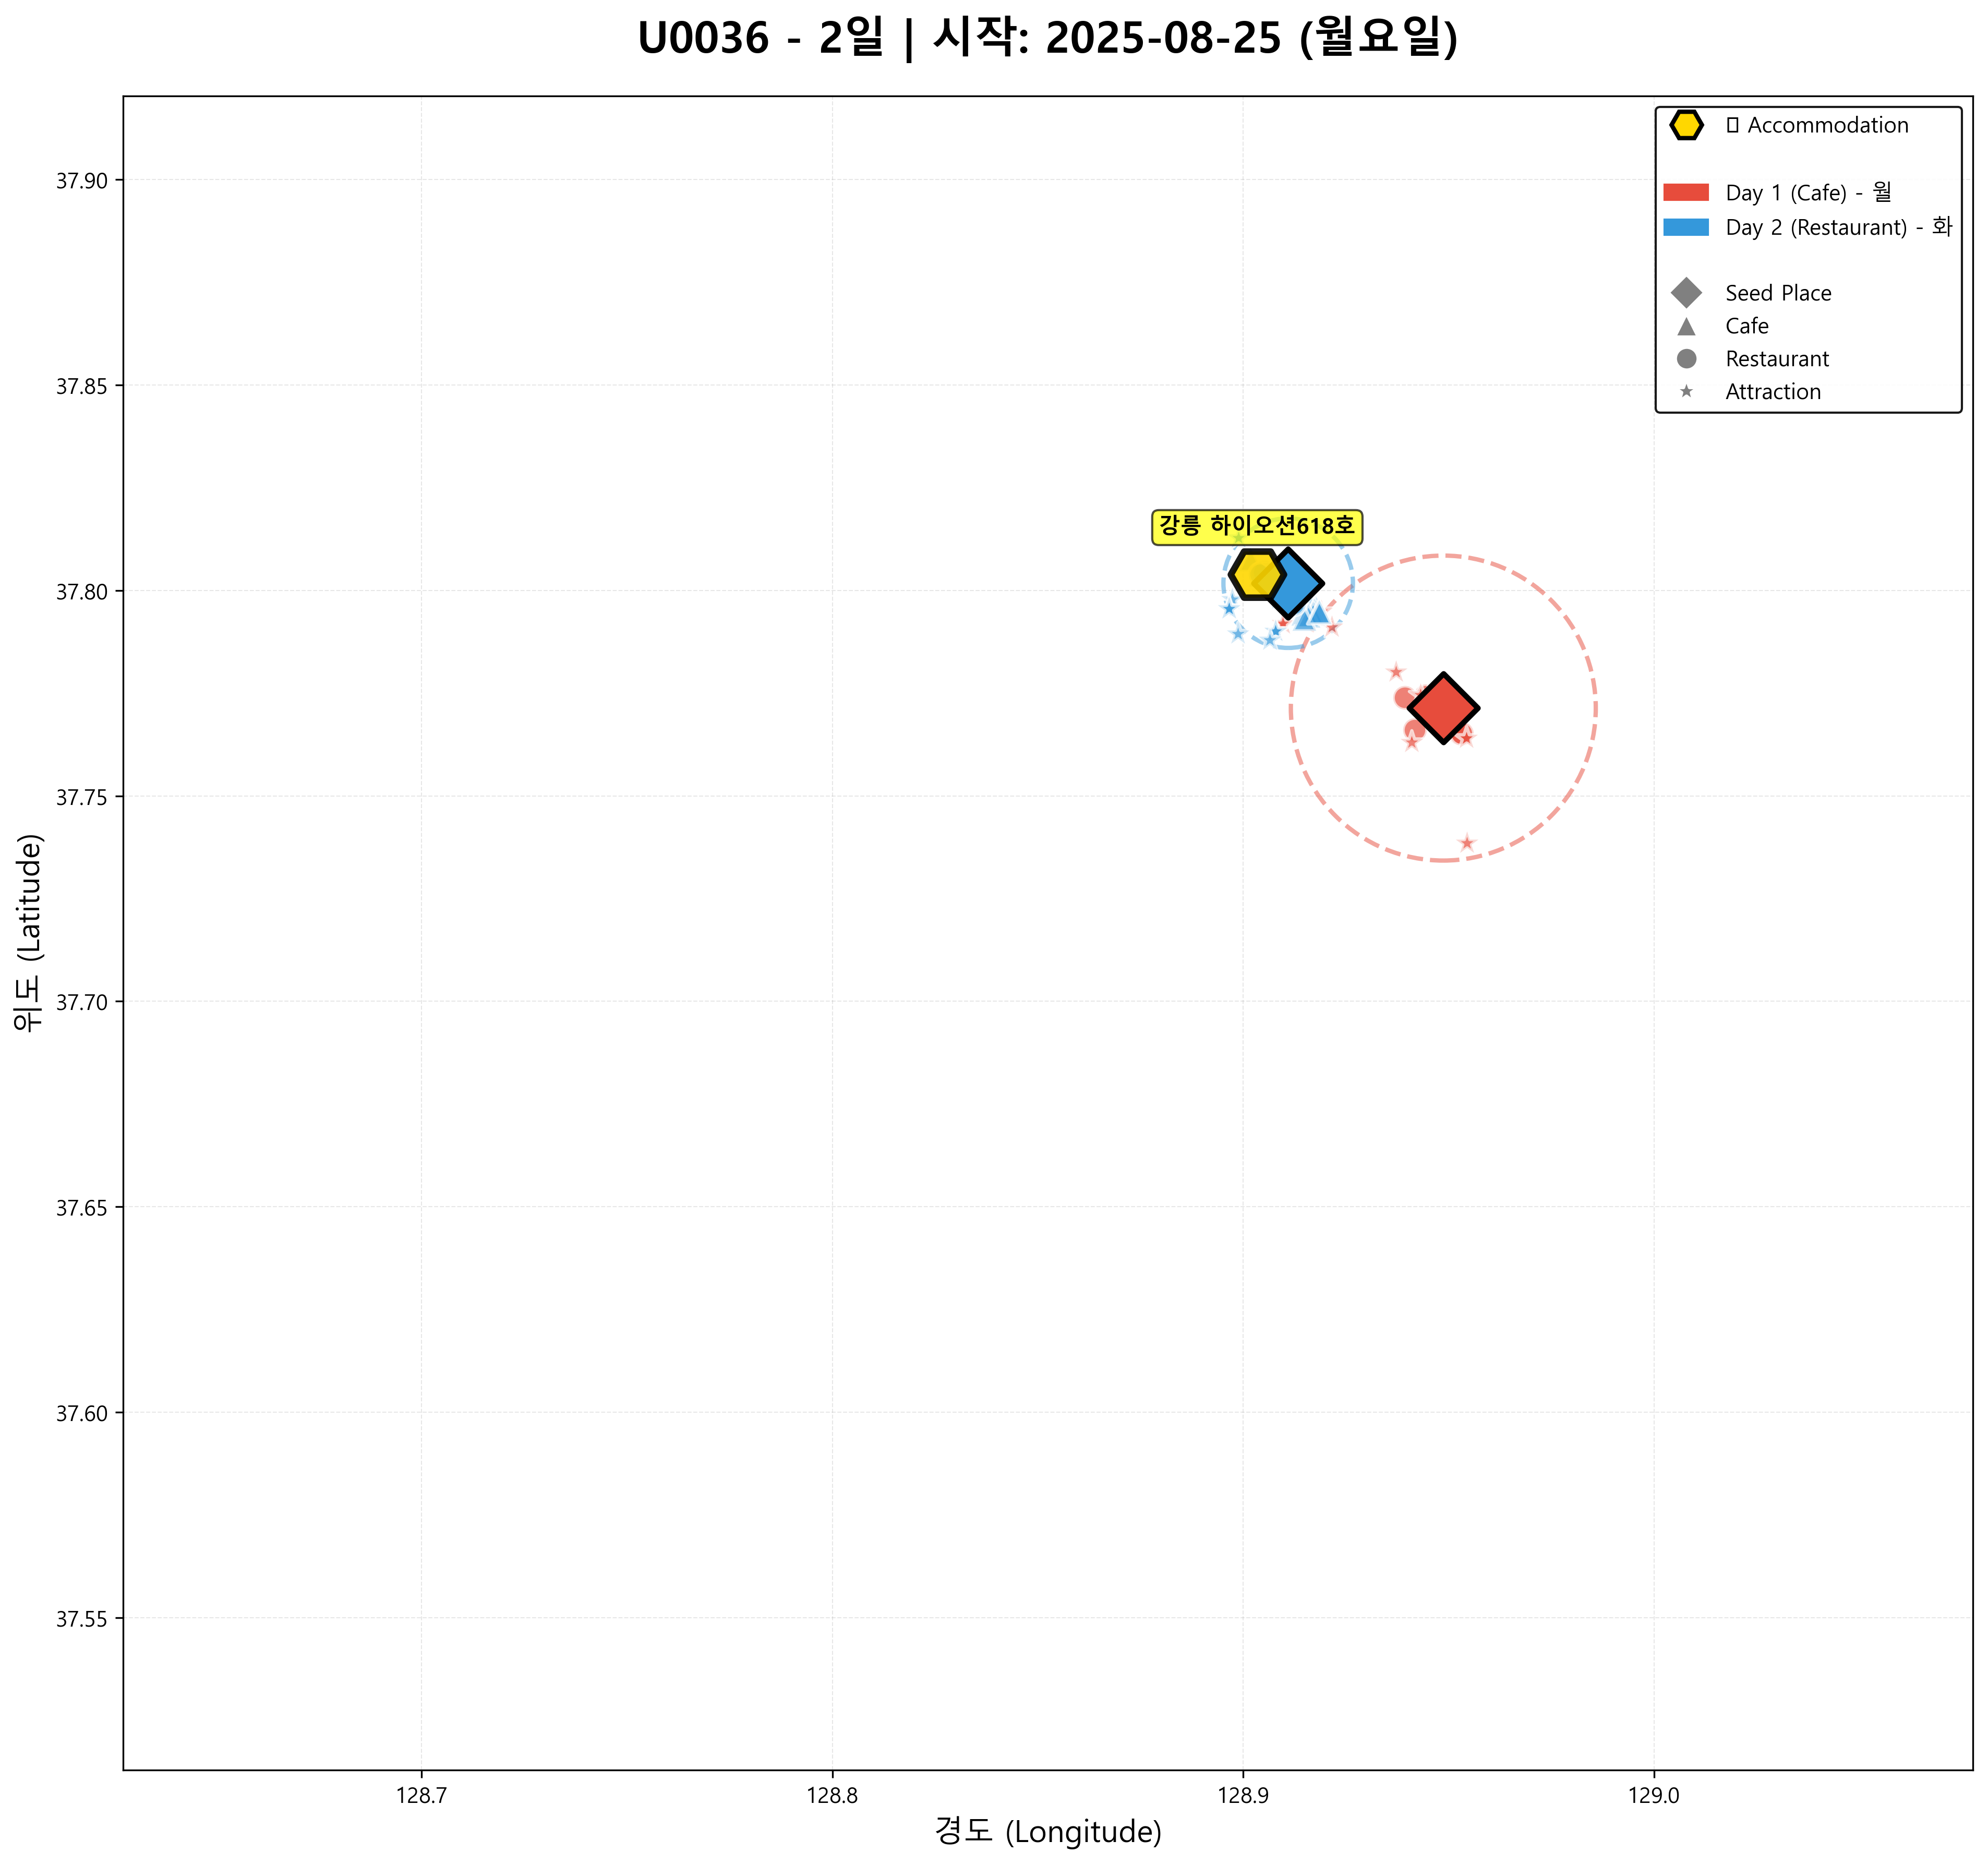 U0036 - 2일 | 시작: 2025-08-25 (월요일)
Accommodation
Day 1 (Cafe) - 월
Day 2 (Restaurant) - 화
Seed Place
Cafe
Restaurant
Attraction
강릉 하이오션618호
37.90
37.85
37.80
37.75
37.70
37.65
37.60
37.55
위도 (Latitude)
128.7
128.8
128.9
129.0
경도 (Longitude)